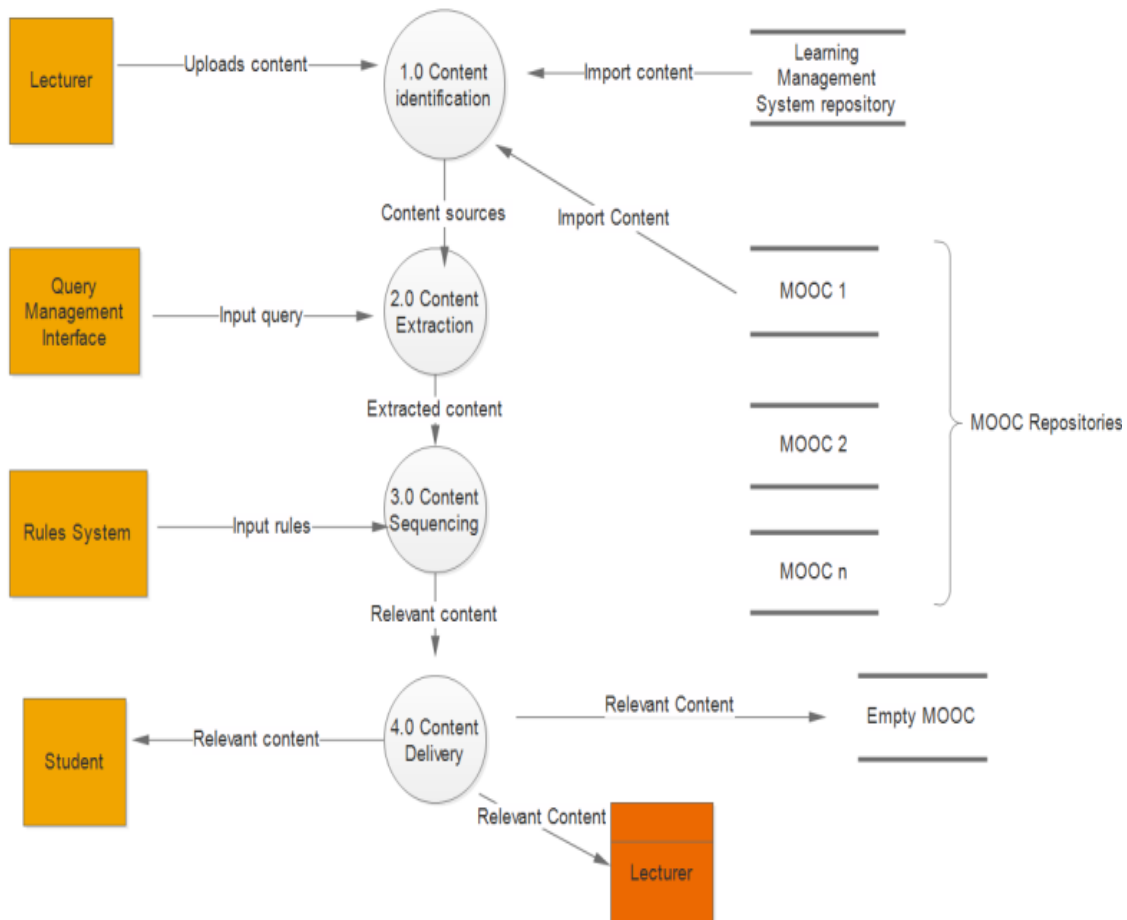 Lecturer
Uploads content
1.0 Content
identification
Import content
Learning
Management
System repository
Content sources
Import Content
Query
Management
Interface
Input query
2.0 Content
Extraction
MOOC 1
Extracted content
MOOC 2
MOOC Repositories
Rules System
Input rules
3.0 Content
Sequencing
MOOC n
Relevant content
Student
Relevant content
4.0 Content
Delivery
Relevant Content
Empty MOOC
Relevant Content
Lecturer